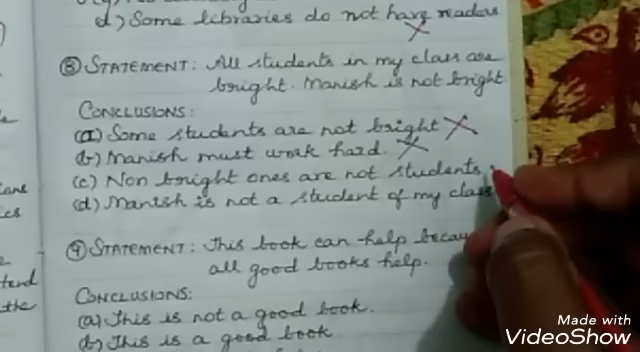 d) Some libraries do not have readers
⑧ STATEMENT: All students in my class are
bright. Manish is not bright
CONCLUSIONS:
(a) Some students are not bright
(b) Manish must work hard.
(c) Non bright ones are not students
(d) Manish is not a student of my class
⑨ STATEMENT: This book can help
all good books help.
CONCLUSIONS:
(a) This is not a good book.
(b) This is a good book
tend
the
Made with
VideoShow